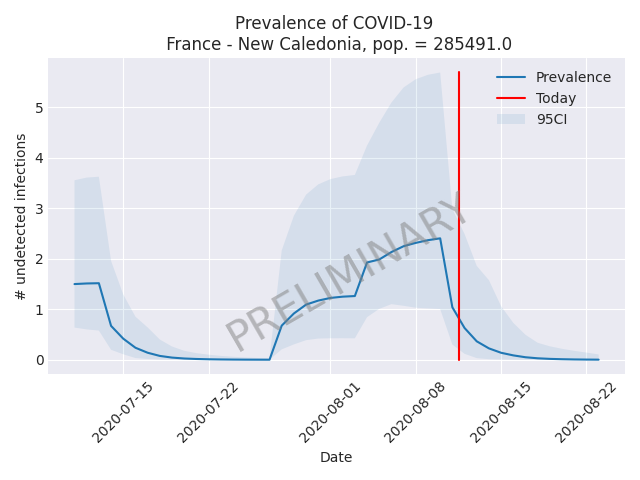 Prevalence of COVID-19
France - New Caledonia, pop. = 285491.0
# undetected infections
5
4
3
2
1
0
Prevalence
Today
95CI
PRELIMINARY
2020-07-15
2020-07-22
2020-08-01
2020-08-08
2020-08-15
2020-08-22
Date